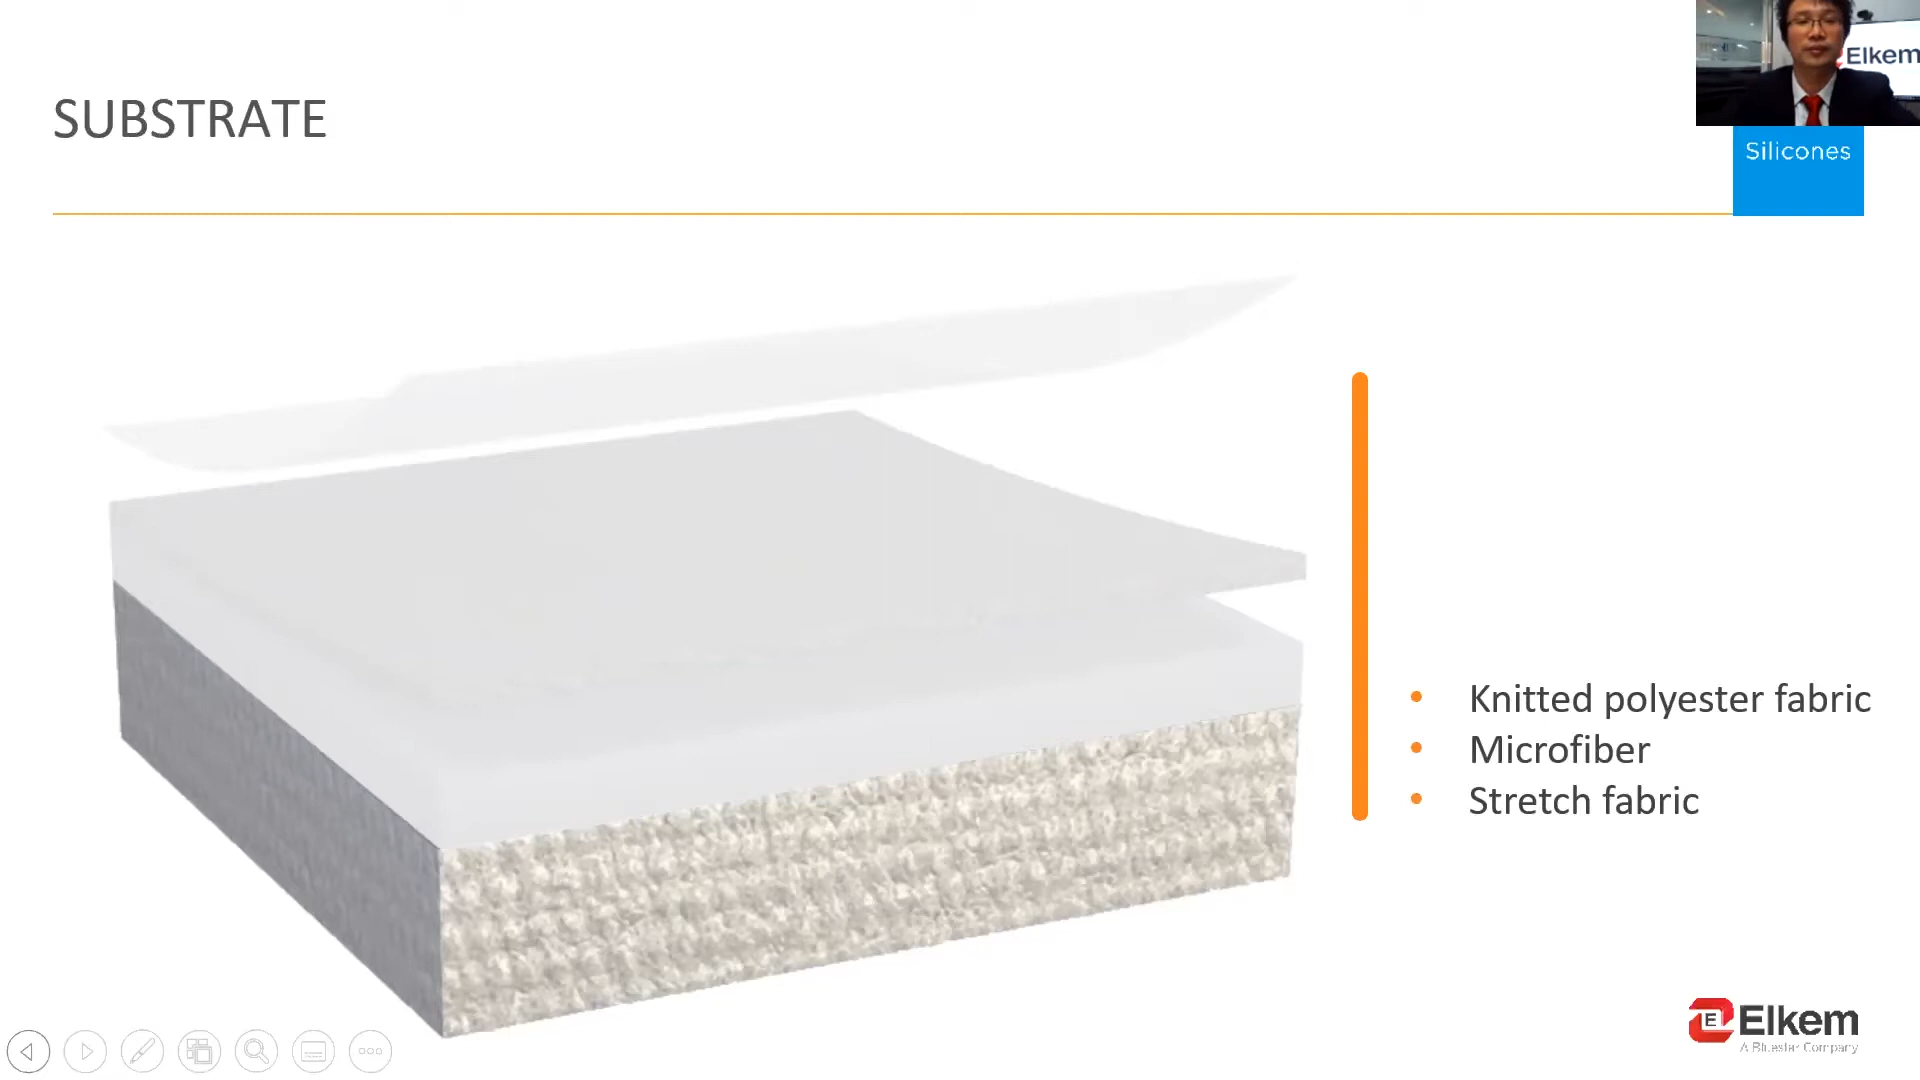 Elkem
SUBSTRATE
Silicones
• Knitted polyester fabric
• Microfiber
• Stretch fabric
E Elkem
A Bluestar Company